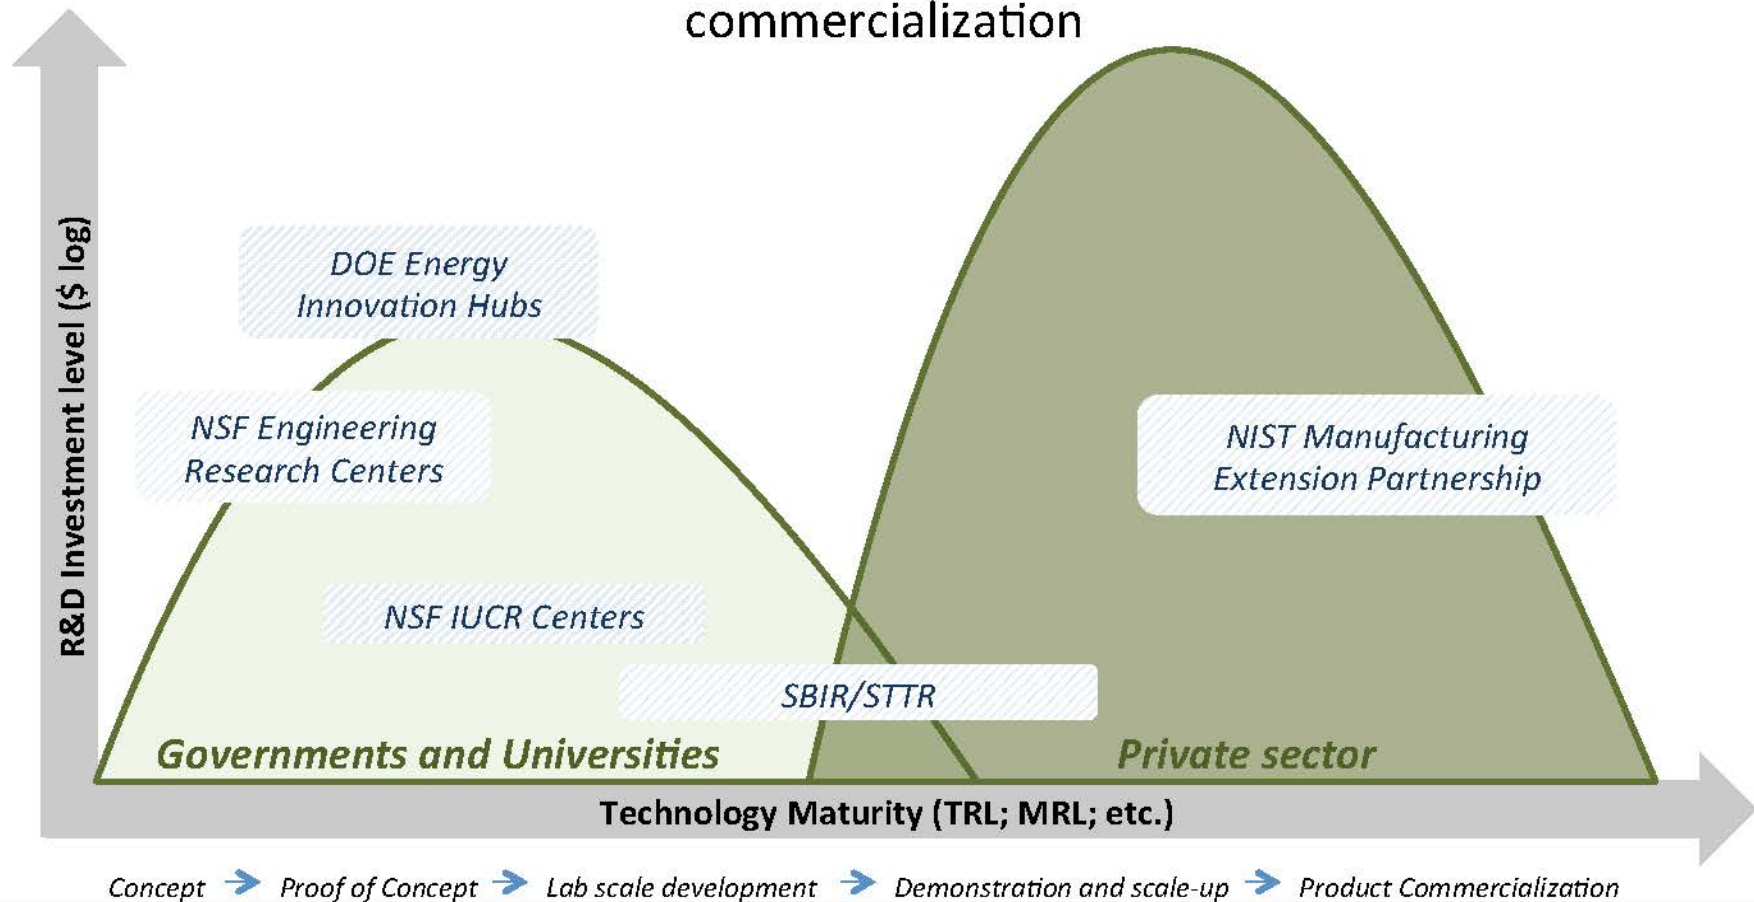 commercialization
R&D Investment level ($ log)
DOE Energy
Innovation Hubs
NSF Engineering
Research Centers
NIST Manufacturing
Extension Partnership
NSF IUCR Centers
SBIR/STTR
Governments and Universities
Private sector
Technology Maturity (TRL; MRL; etc.)
Concept → Proof of Concept → Lab scale development → Demonstration and scale-up → Product Commercialization